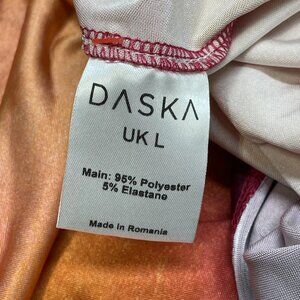 DASKA
UK L
Main: 95% Polyester
5% Elastane
Made in Romania